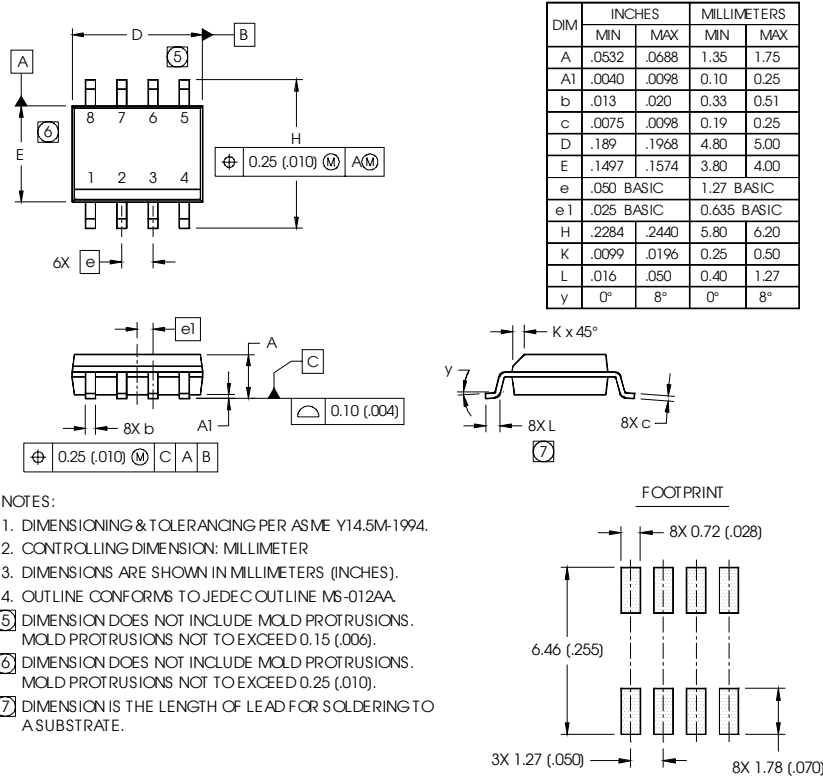 D
B
5
A
8 7 6 5
6
E
H
⌖ 0.25 (.010) Ⓜ AⓂ
1 2 3 4
6X e
DIM INCHES MILLIMETERS
MIN MAX MIN MAX
A .0532 .0688 1.35 1.75
A1 .0040 .0098 0.10 0.25
b .013 .020 0.33 0.51
c .0075 .0098 0.19 0.25
D .189 .1968 4.80 5.00
E .1497 .1574 3.80 4.00
e .050 BASIC 1.27 BASIC
e1 .025 BASIC 0.635 BASIC
H .2284 .2440 5.80 6.20
K .0099 .0196 0.25 0.50
L .016 .050 0.40 1.27
y 0° 8° 0° 8°
e1
A
C
8X b
A1
0.10 (.004)
⌖ 0.25 (.010) Ⓜ C A B
K x 45°
y
8X L
8X c
7
NOTES:
1. DIMENSIONING & TOLERANCING PER ASME Y14.5M-1994.
2. CONTROLLING DIMENSION: MILLIMETER
3. DIMENSIONS ARE SHOWN IN MILLIMETERS (INCHES).
4. OUTLINE CONFORMS TO JEDEC OUTLINE MS-012AA.
5 DIMENSION DOES NOT INCLUDE MOLD PROTRUSIONS.
MOLD PROTRUSIONS NOT TO EXCEED 0.15 (.006).
6 DIMENSION DOES NOT INCLUDE MOLD PROTRUSIONS.
MOLD PROTRUSIONS NOT TO EXCEED 0.25 (.010).
7 DIMENSION IS THE LENGTH OF LEAD FOR SOLDERING TO
A SUBSTRATE.
FOOTPRINT
8X 0.72 (.028)
6.46 (.255)
3X 1.27 (.050)
8X 1.78 (.070)